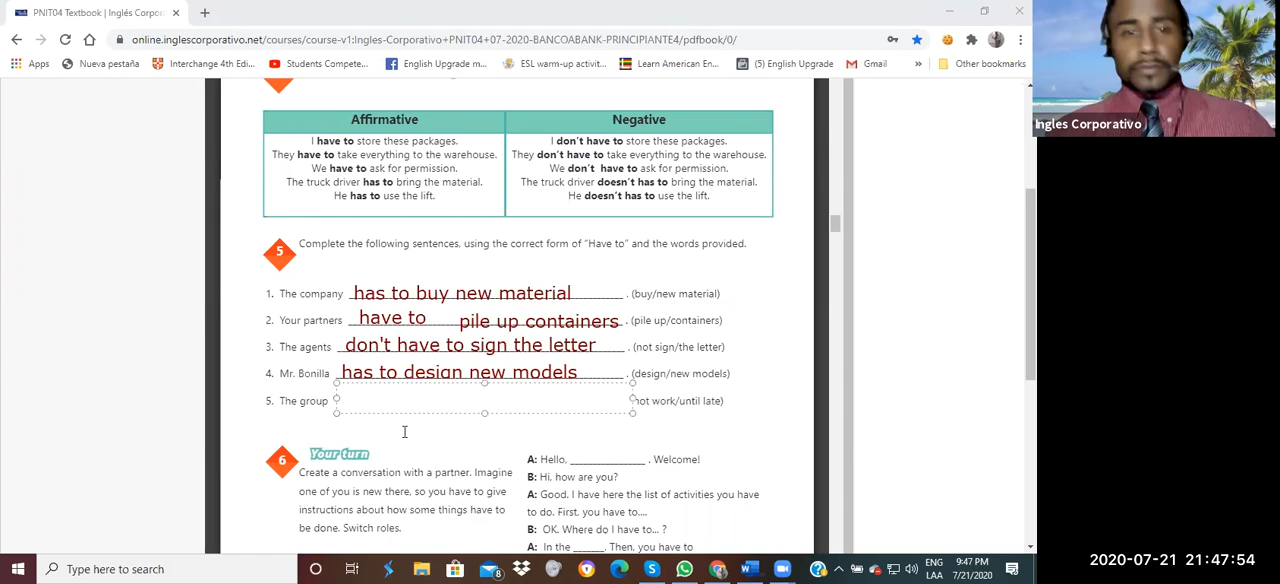 PNIT04 Textbook | Inglés Corpor
online.inglescorporativo.net/courses/course-v1:Ingles-Corporativo+PNIT04+07-2020-BANCOABANK-PRINCIPIANTE4/pdfbook/0/
Apps Nueva pestaña Interchange 4th Edi... Students Compete... English Upgrade m... ESL warm-up activit... Learn American En... (5) English Upgrade Gmail » Other bookmarks
Ingles Corporativo
Affirmative Negative
I have to store these packages. I don't have to store these packages.
They have to take everything to the warehouse. They don't have to take everything to the warehouse.
We have to ask for permission. We don't have to ask for permission.
The truck driver has to bring the material. The truck driver doesn't has to bring the material.
He has to use the lift. He doesn't has to use the lift.
5 Complete the following sentences, using the correct form of “Have to” and the words provided.
1. The company has to buy new material . (buy/new material)
2. Your partners have to pile up containers . (pile up/containers)
3. The agents don't have to sign the letter . (not sign/the letter)
4. Mr. Bonilla has to design new models . (design/new models)
5. The group not work/until late)
6 Your turn
Create a conversation with a partner. Imagine
one of you is new there, so you have to give
instructions about how some things have to
be done. Switch roles.
A: Hello, ________________ . Welcome!
B: Hi, how are you?
A: Good. I have here the list of activities you have
to do. First, you have to....
B: OK. Where do I have to... ?
A: In the _______. Then, you have to
Type here to search
8
ENG 9:47 PM
LAA 7/21/2020
2020-07-21 21:47:54